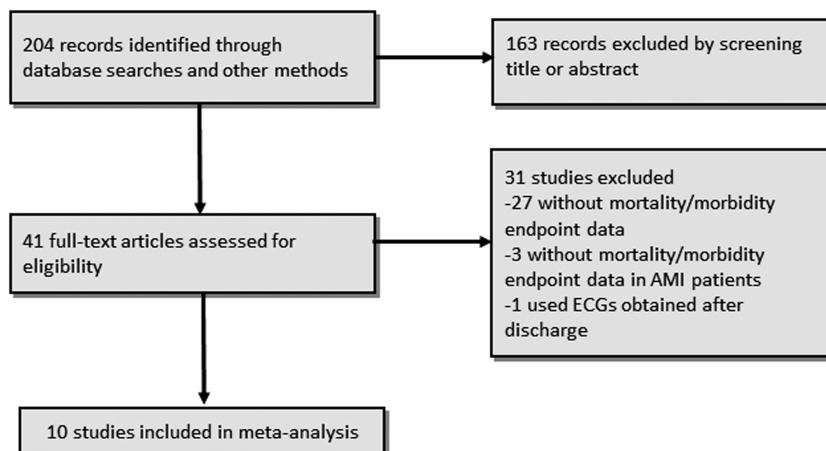 204 records identified through
database searches and other methods
163 records excluded by screening
title or abstract
31 studies excluded
-27 without mortality/morbidity
endpoint data
-3 without mortality/morbidity
endpoint data in AMI patients
-1 used ECGs obtained after
discharge
41 full-text articles assessed for
eligibility
10 studies included in meta-analysis